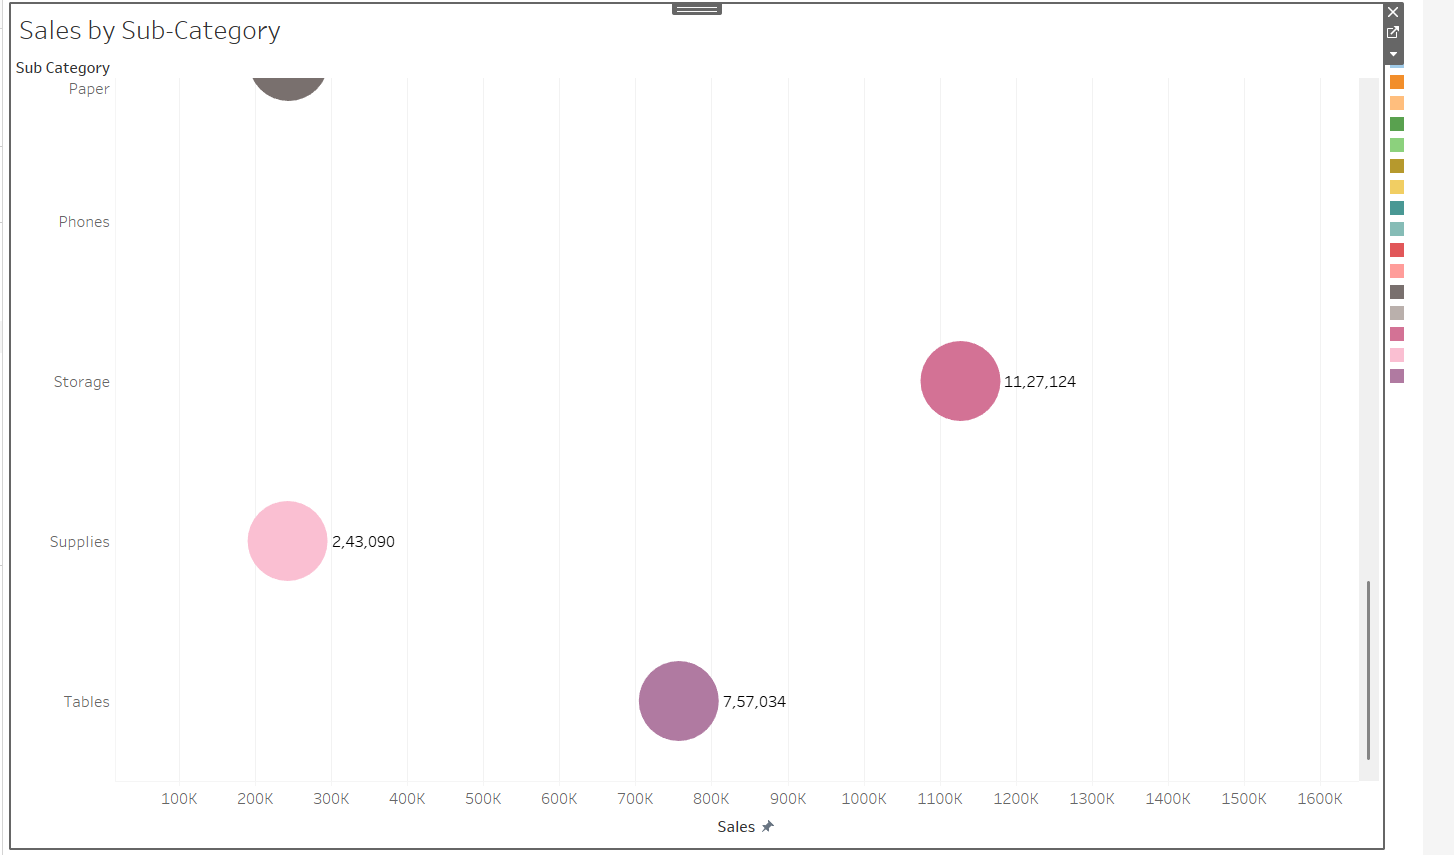 Sales by Sub-Category
Sub Category
Paper
Phones
Storage
11,27,124
Supplies
2,43,090
Tables
7,57,034
100K 200K 300K 400K 500K 600K 700K 800K 900K 1000K 1100K 1200K 1300K 1400K 1500K 1600K
Sales